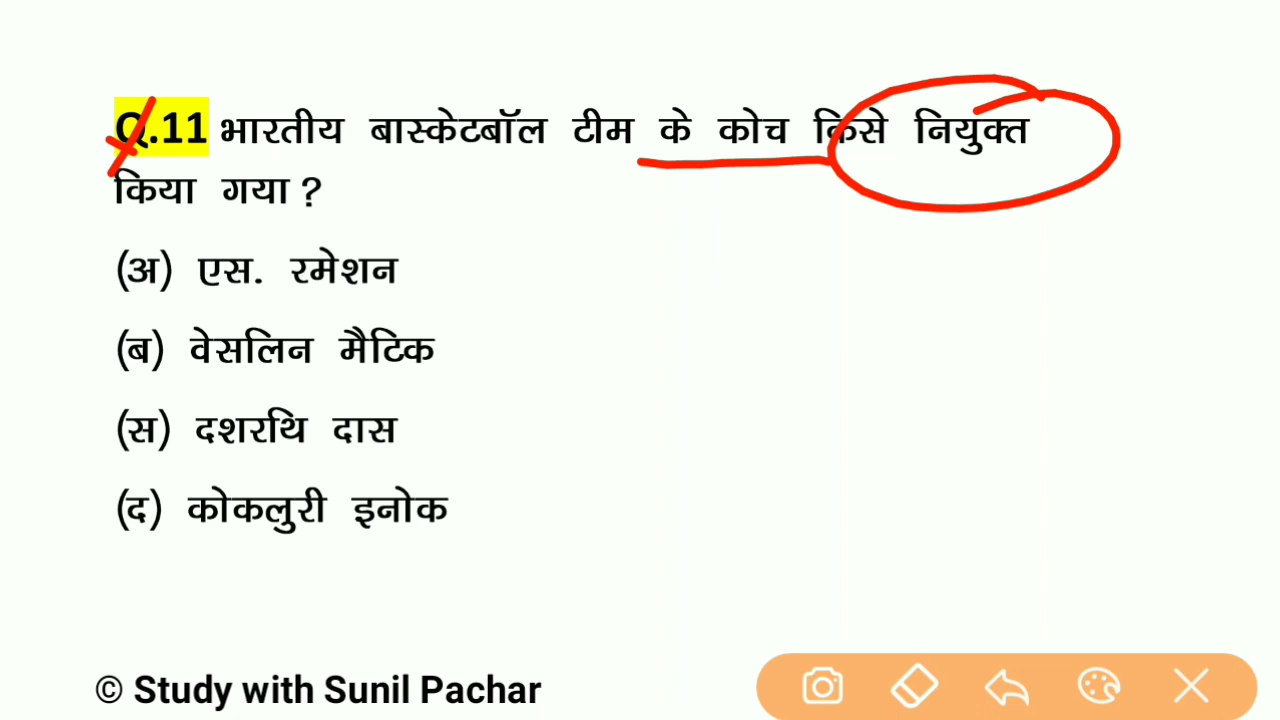 Q.11 भारतीय बास्केटबॉल टीम के कोच किसे नियुक्त
किया गया ?
(अ) एस. रमेशन
(ब) वेसलिन मैटिक
(स) दशरथि दास
(द) कोकलुरी इनोक
© Study with Sunil Pachar